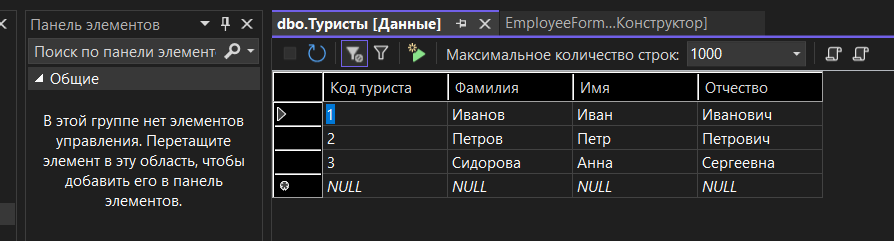 Панель элементов
Поиск по панели элемент
Общие
В этой группе нет элементов
управления. Перетащите
элемент в эту область, чтобы
добавить его в панель
элементов.
dbo.Туристы [Данные]
EmployeeForm...Конструктор]
Максимальное количество строк: 1000
Код туриста Фамилия Имя Отчество
1 Иванов Иван Иванович
2 Петров Петр Петрович
3 Сидорова Анна Сергеевна
NULL NULL NULL NULL